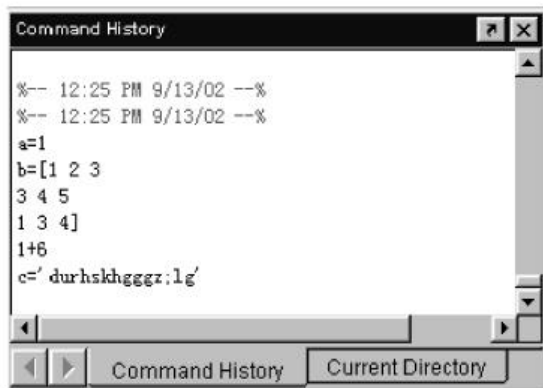 Command History
%-- 12:25 PM 9/13/02 --%
%-- 12:25 PM 9/13/02 --%
a=1
b=[1 2 3
3 4 5
1 3 4]
1+6
c='durhskhgggz;lg'
Command History
Current Directory